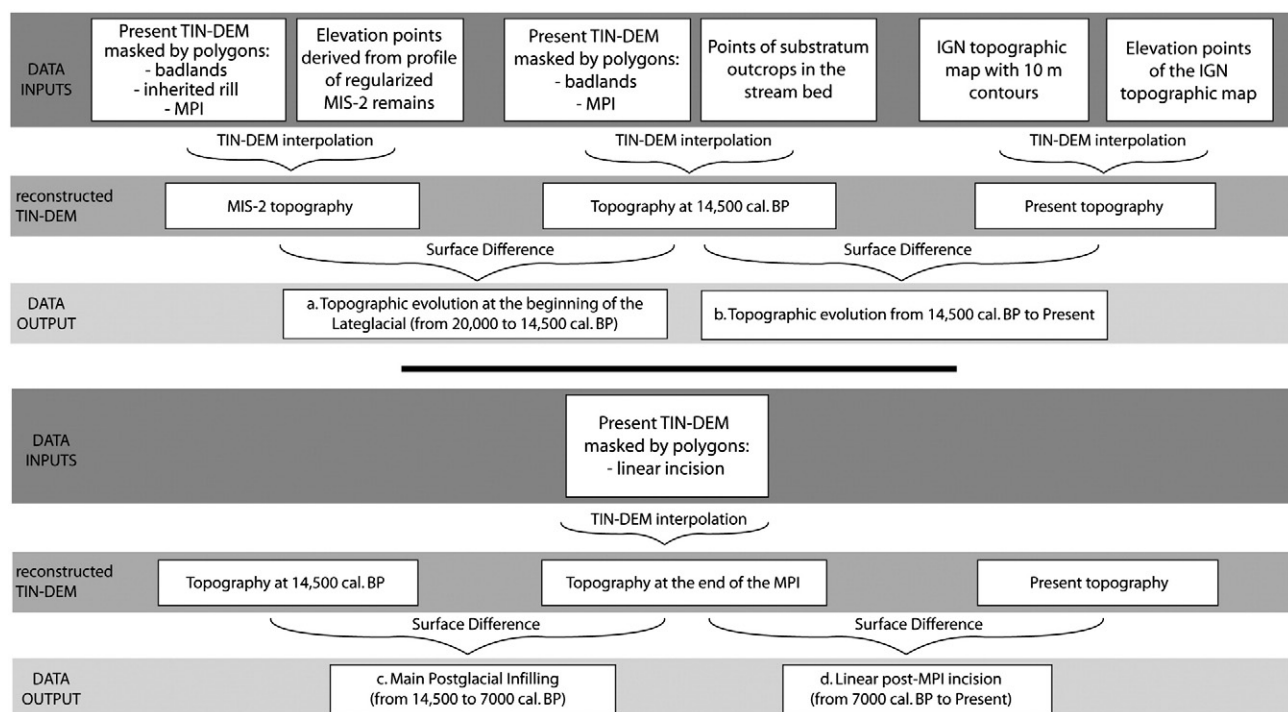 DATA
INPUTS
Present TIN-DEM
masked by polygons:
- badlands
- inherited rill
- MPI
Elevation points
derived from profile
of regularized
MIS-2 remains
Present TIN-DEM
masked by polygons:
- badlands
- MPI
Points of substratum
outcrops in the
stream bed
IGN topographic
map with 10 m
contours
Elevation points
of the IGN
topographic map
TIN-DEM interpolation
TIN-DEM interpolation
TIN-DEM interpolation
reconstructed
TIN-DEM
MIS-2 topography
Topography at 14,500 cal. BP
Present topography
Surface Difference
Surface Difference
DATA
OUTPUT
a. Topographic evolution at the beginning of the
Lateglacial (from 20,000 to 14,500 cal. BP)
b. Topographic evolution from 14,500 cal. BP to Present
DATA
INPUTS
Present TIN-DEM
masked by polygons:
- linear incision
TIN-DEM interpolation
reconstructed
TIN-DEM
Topography at 14,500 cal. BP
Topography at the end of the MPI
Present topography
Surface Difference
Surface Difference
DATA
OUTPUT
c. Main Postglacial Infilling
(from 14,500 to 7000 cal. BP)
d. Linear post-MPI incision
(from 7000 cal. BP to Present)